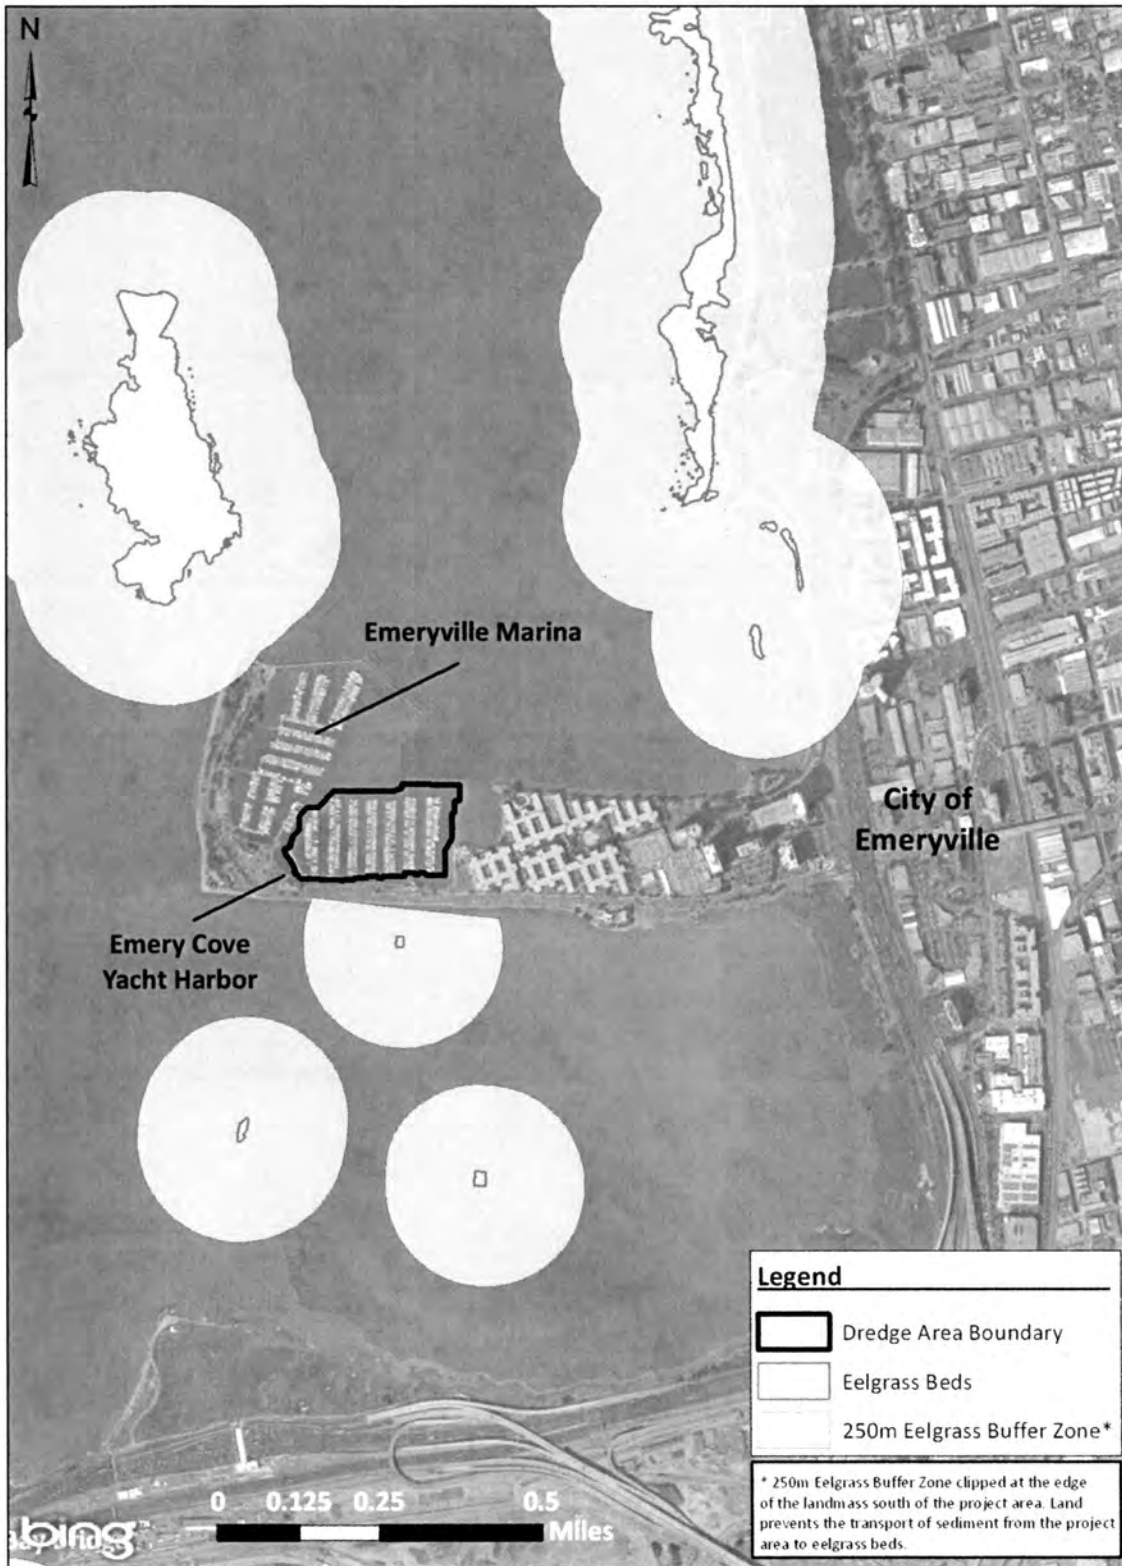 N
Emeryville Marina
City of
Emeryville
Emery Cove
Yacht Harbor
Legend
Dredge Area Boundary
Eelgrass Beds
250m Eelgrass Buffer Zone*
* 250m Eelgrass Buffer Zone clipped at the edge
of the landmass south of the project area. Land
prevents the transport of sediment from the project
area to eelgrass beds.
0 0.125 0.25 0.5
Miles
bing™